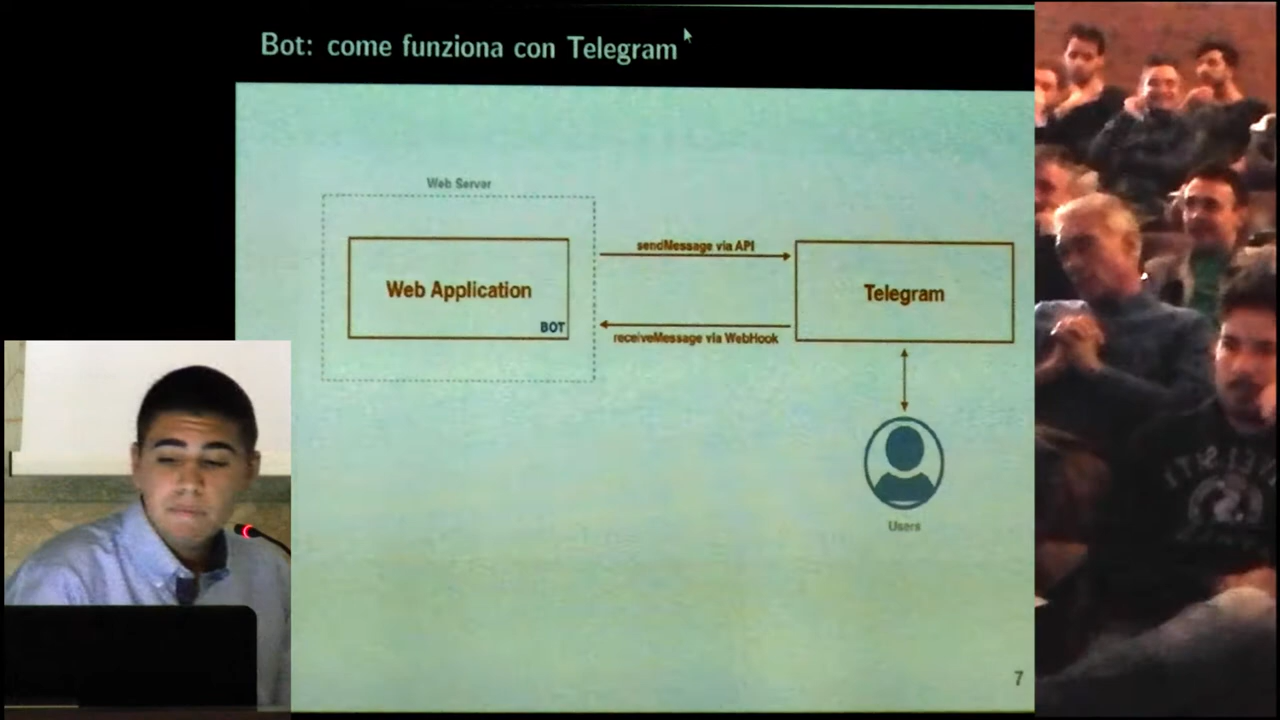 Bot: come funziona con Telegram
Web Server
Web Application
BOT
sendMessage via API
receiveMessage via WebHook
Telegram
Users
7